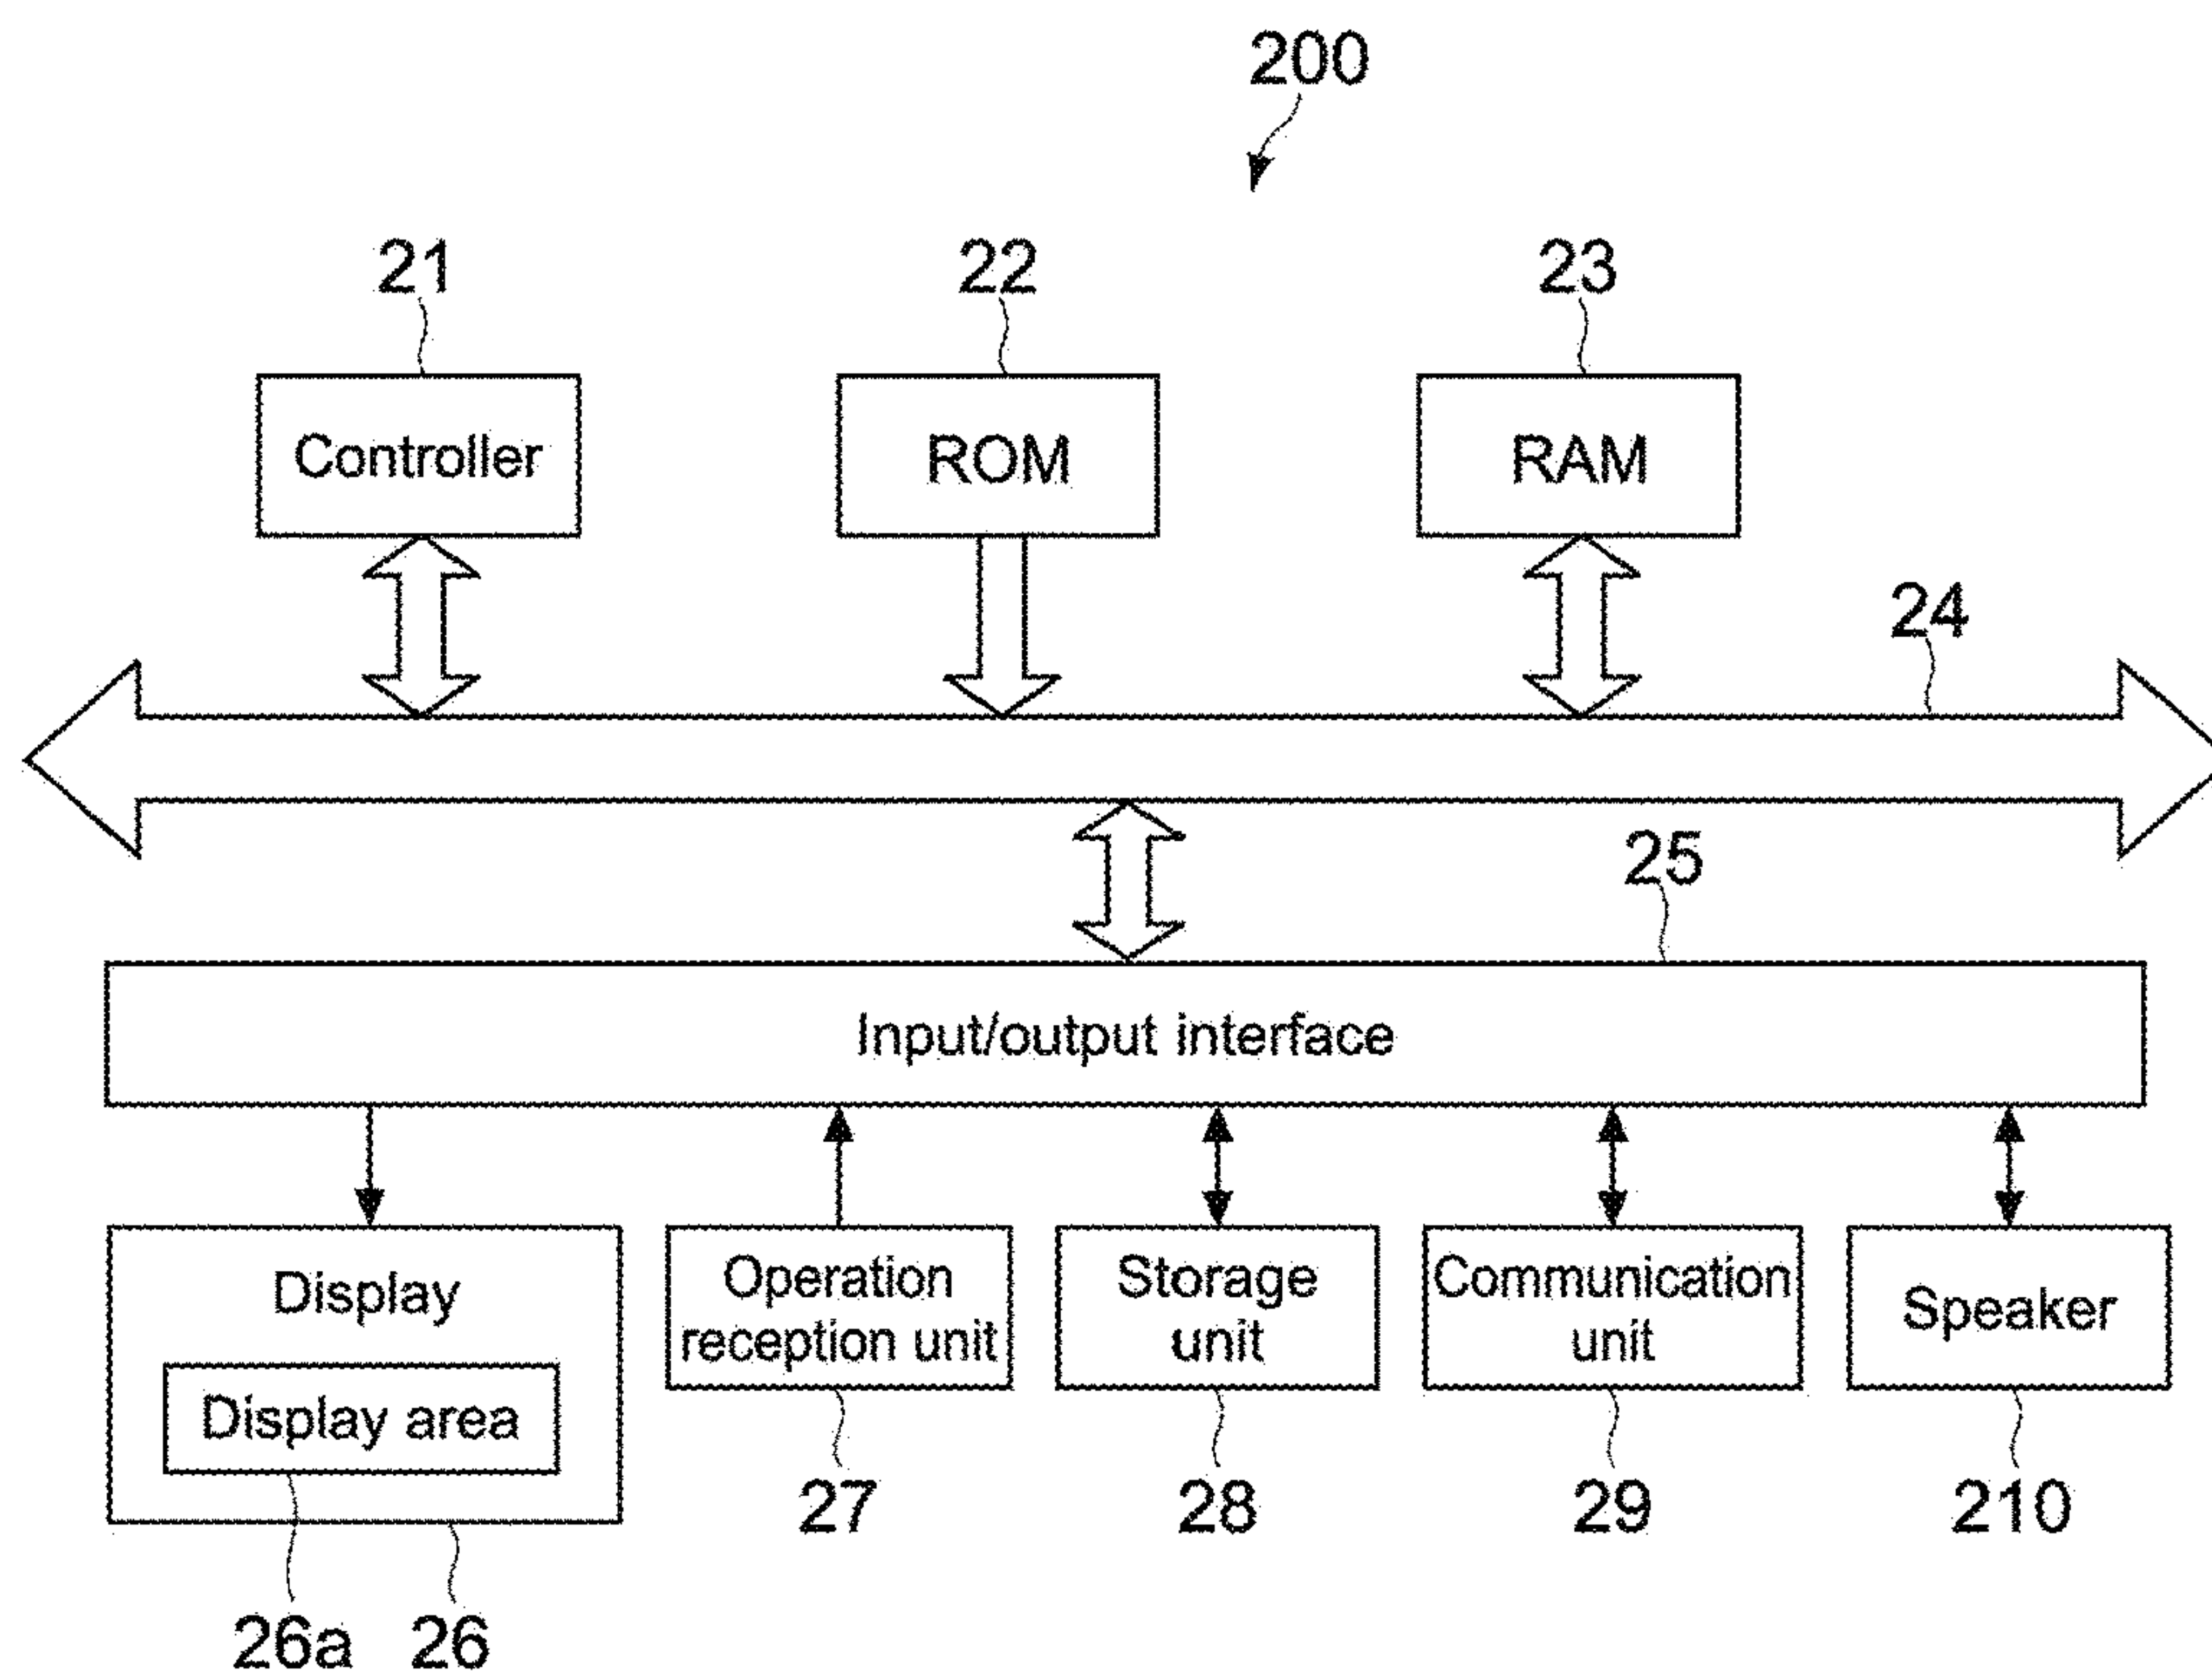 200
21
22
23
Controller
ROM
RAM
24
25
Input/output interface
Display
Display area
Operation
reception unit
Storage
unit
Communication
unit
Speaker
27
28
29
210
26a
26